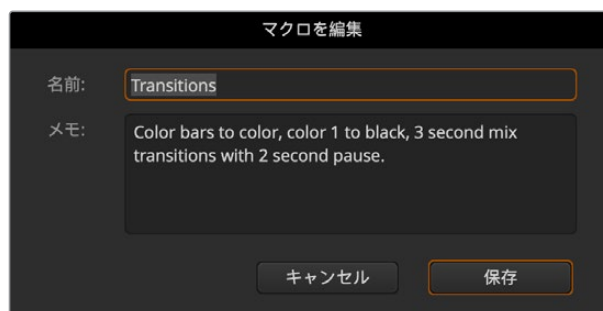 マクロを編集
名前:
Transitions
メモ:
Color bars to color, color 1 to black, 3 second mix
transitions with 2 second pause.
キャンセル
保存